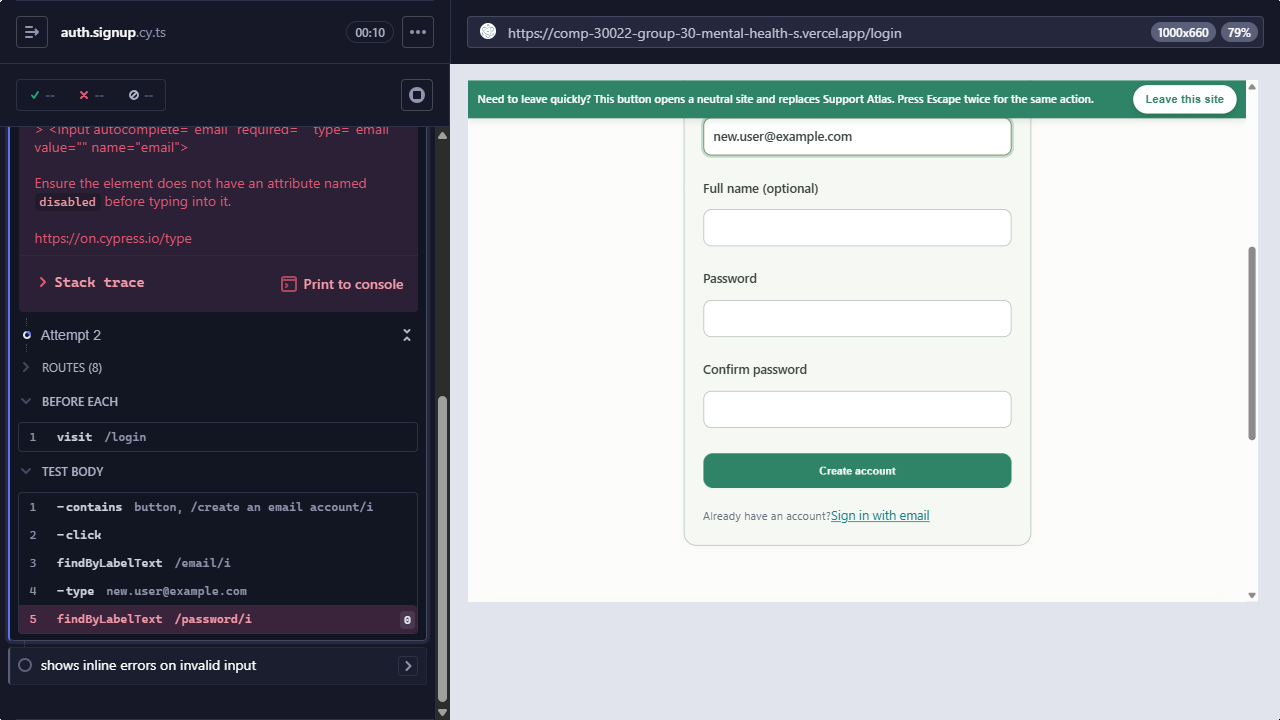 auth.signup.cy.ts
00:10
--
--
--
> <input autocomplete="email" required="" type="email"
value="" name="email">
Ensure the element does not have an attribute named
disabled before typing into it.
https://on.cypress.io/type
Stack trace
Print to console
Attempt 2
ROUTES (8)
BEFORE EACH
1 visit /login
TEST BODY
1 -contains button, /create an email account/i
2 -click
3 findByLabelText /email/i
4 -type new.user@example.com
5 findByLabelText /password/i 0
shows inline errors on invalid input
https://comp-30022-group-30-mental-health-s.vercel.app/login
1000x660
79%
Need to leave quickly? This button opens a neutral site and replaces Support Atlas. Press Escape twice for the same action.
Leave this site
new.user@example.com
Full name (optional)
Password
Confirm password
Create account
Already have an account?Sign in with email